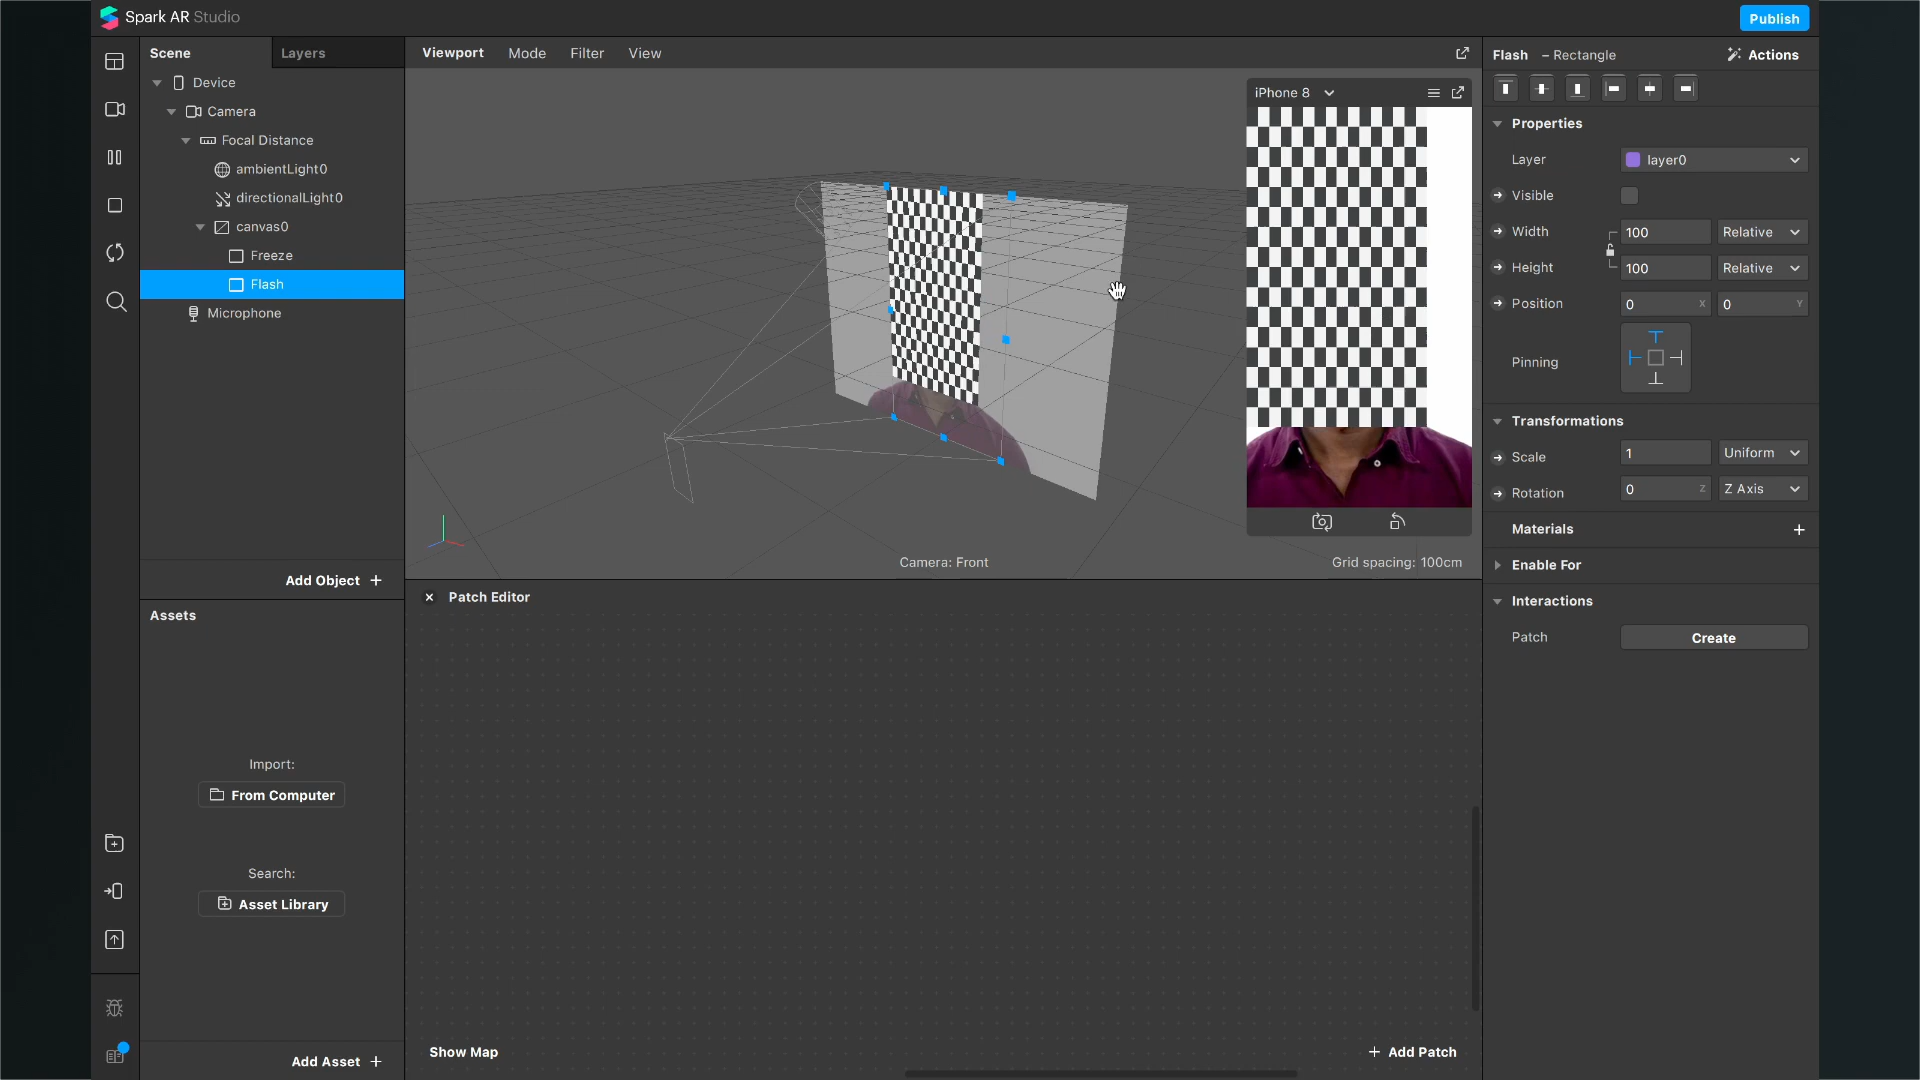 Spark AR Studio
Publish
Scene
Layers
Device
Camera
Focal Distance
ambientLight0
directionalLight0
canvas0
Freeze
Flash
Microphone
Add Object +
Assets
Import:
From Computer
Search:
Asset Library
Add Asset +
Viewport
Mode
Filter
View
iPhone 8
Camera: Front
Grid spacing: 100cm
Patch Editor
Show Map
+ Add Patch
Flash – Rectangle
Actions
Properties
Layer
layer0
Visible
Width
100
Relative
Height
100
Relative
Position
0 X
0 Y
Pinning
Transformations
Scale
1
Uniform
Rotation
0 Z
Z Axis
Materials +
Enable For
Interactions
Patch
Create